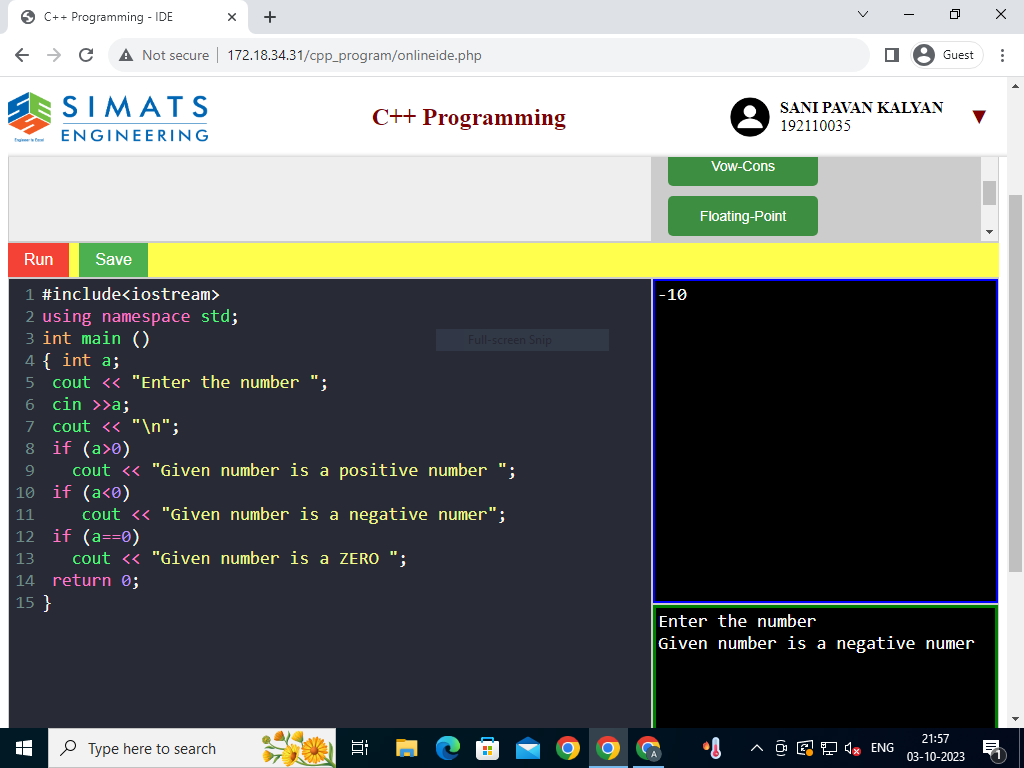 C++ Programming - IDE
Not secure
172.18.34.31/cpp_program/onlineide.php
Guest
SIMATS
ENGINEERING
C++ Programming
SANI PAVAN KALYAN
192110035
Vow-Cons
Floating-Point
Run
Save
1 #include<iostream>
2 using namespace std;
3 int main ()
4 { int a;
5 cout << "Enter the number ";
6 cin >>a;
7 cout << "\n";
8 if (a>0)
9 cout << "Given number is a positive number ";
10 if (a<0)
11 cout << "Given number is a negative numer";
12 if (a==0)
13 cout << "Given number is a ZERO ";
14 return 0;
15 }
Full-screen Snip
-10
Enter the number
Given number is a negative numer
Type here to search
A
ENG
21:57
03-10-2023
1